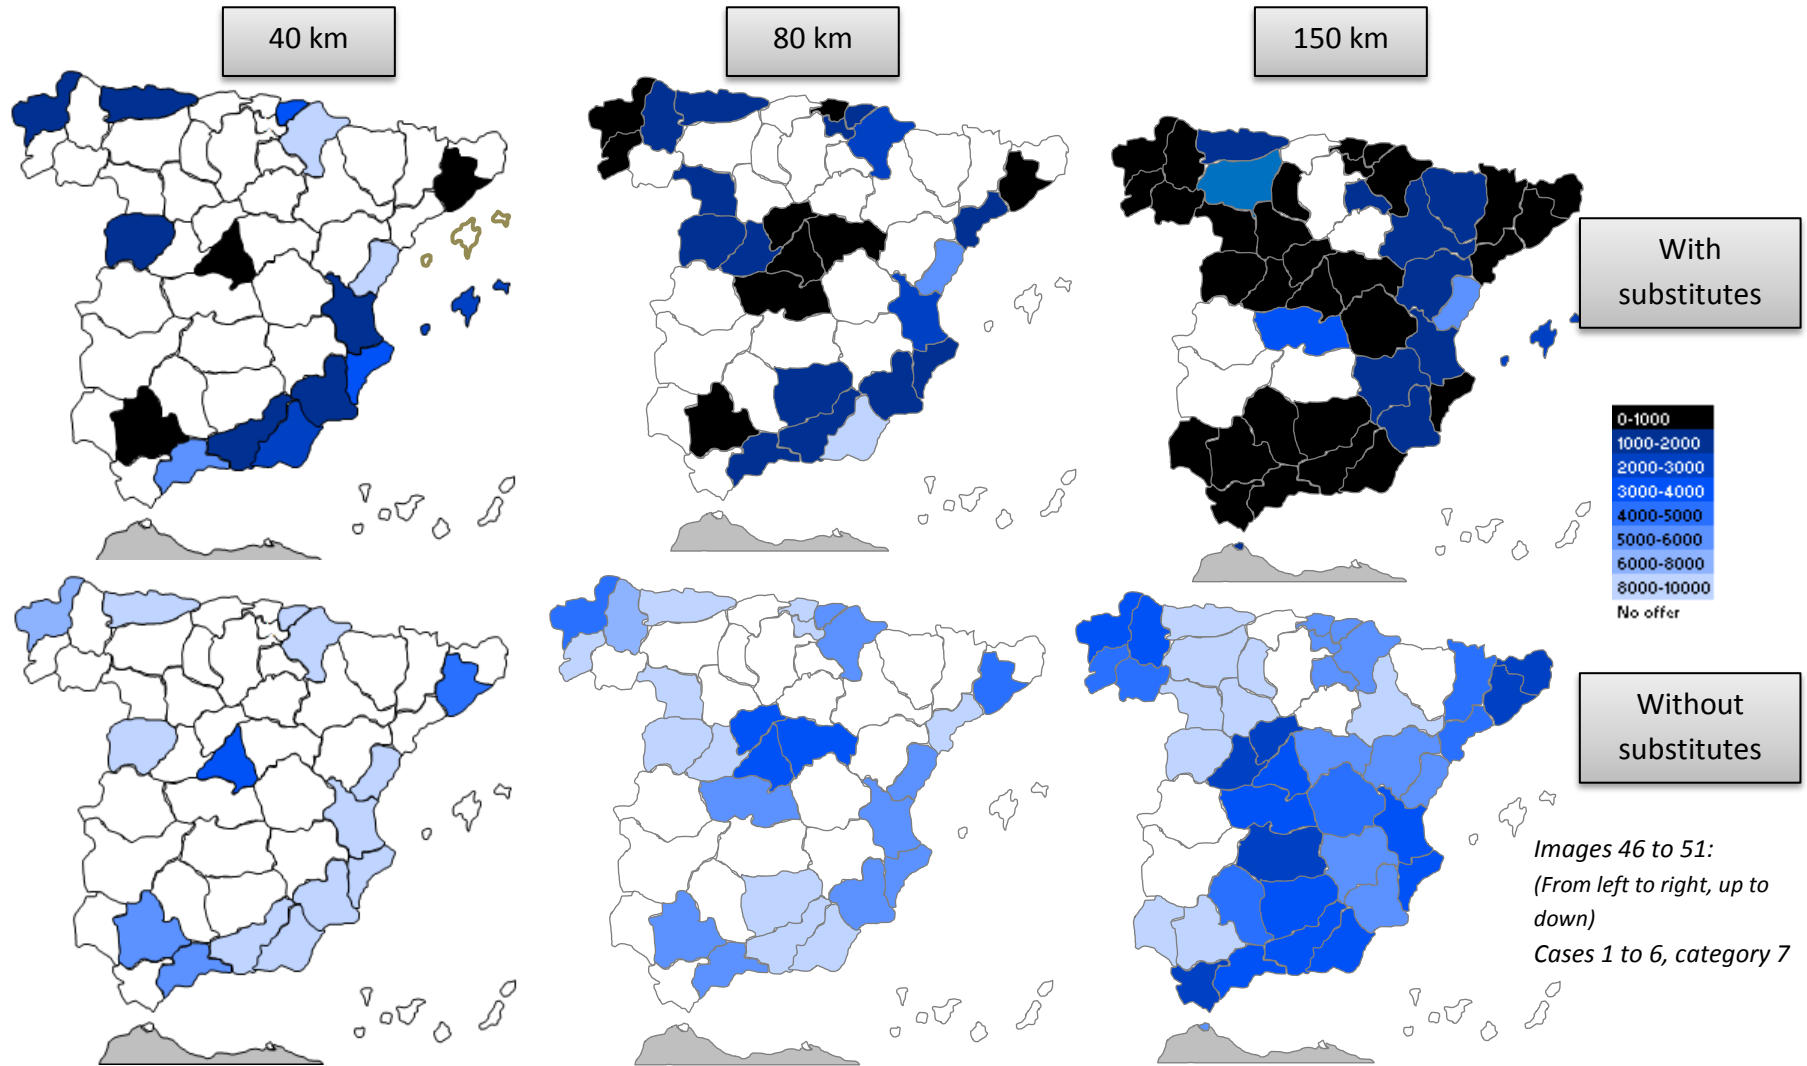 40 km
80 km
150 km
With
substitutes
0-1000
1000-2000
2000-3000
3000-4000
4000-5000
5000-6000
6000-8000
8000-10000
No offer
Without
substitutes
Images 46 to 51:
(From left to right, up to
down)
Cases 1 to 6, category 7